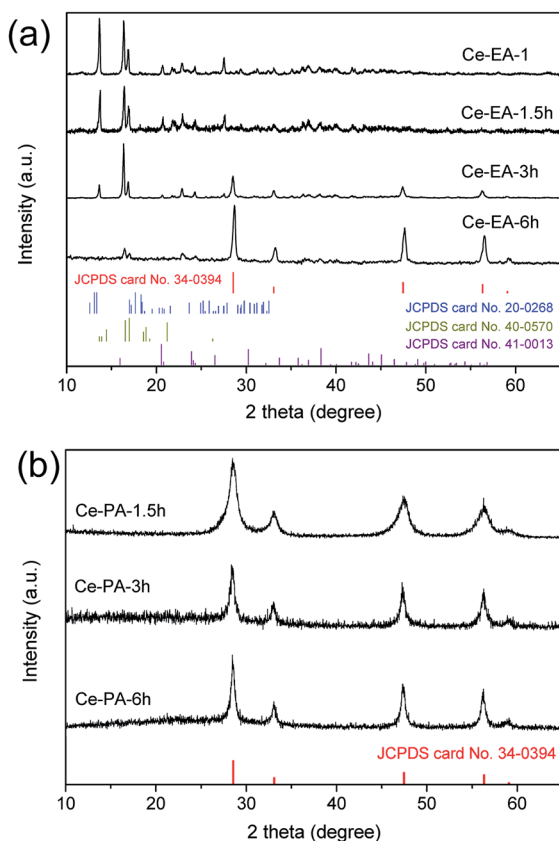 (a)
Ce-EA-1
Ce-EA-1.5h
Ce-EA-3h
Ce-EA-6h
Intensity (a.u.)
JCPDS card No. 34-0394
JCPDS card No. 20-0268
JCPDS card No. 40-0570
JCPDS card No. 41-0013
10 20 30 40 50 60
2 theta (degree)
(b)
Ce-PA-1.5h
Ce-PA-3h
Ce-PA-6h
Intensity (a.u.)
JCPDS card No. 34-0394
10 20 30 40 50 60
2 theta (degree)